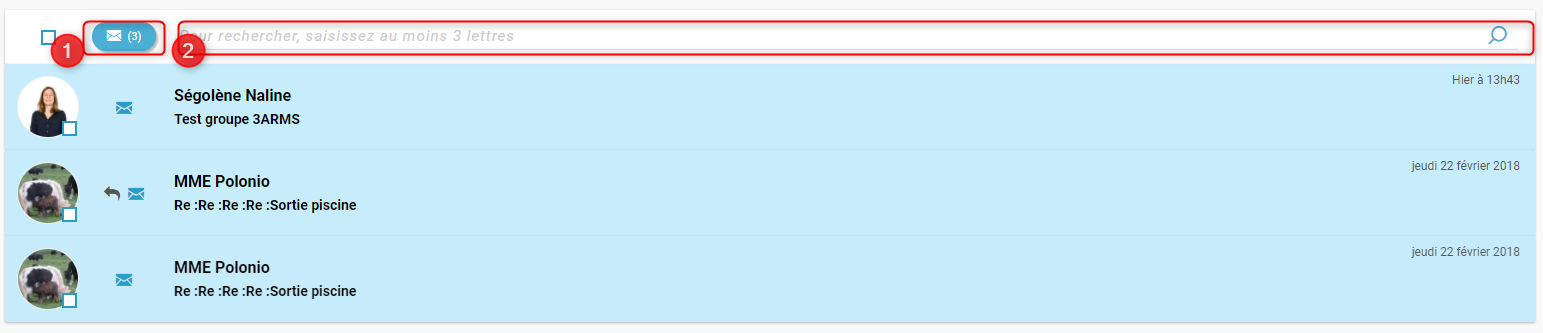 1 (3) 2 Pour rechercher, saisissez au moins 3 lettres
Hier à 13h43
Ségolène Naline
Test groupe 3ARMS
jeudi 22 février 2018
MME Polonio
Re :Re :Re :Re :Sortie piscine
jeudi 22 février 2018
MME Polonio
Re :Re :Re :Re :Sortie piscine